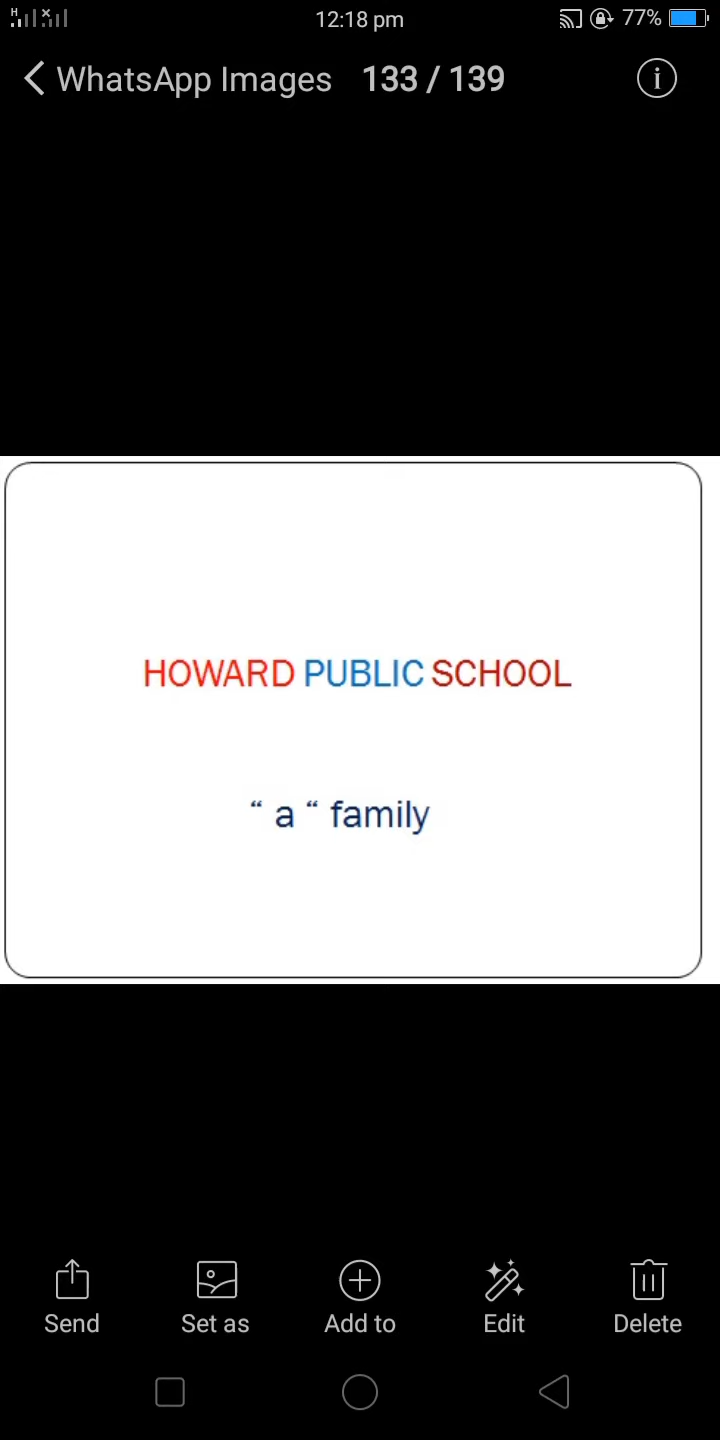 H
12:18 pm
77%
WhatsApp Images 133 / 139
HOWARD PUBLIC SCHOOL
“ a “ family
Send
Set as
Add to
Edit
Delete